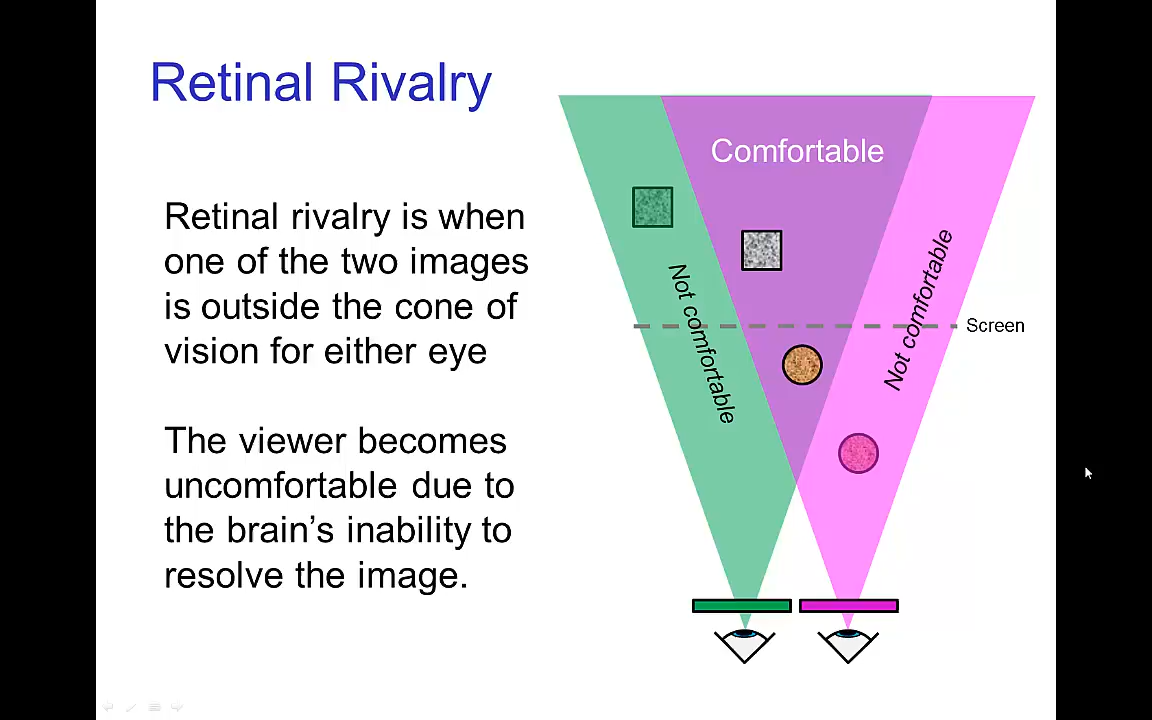 Retinal Rivalry
Retinal rivalry is when
one of the two images
is outside the cone of
vision for either eye
The viewer becomes
uncomfortable due to
the brain’s inability to
resolve the image.
Comfortable
Not comfortable
Not comfortable
Screen